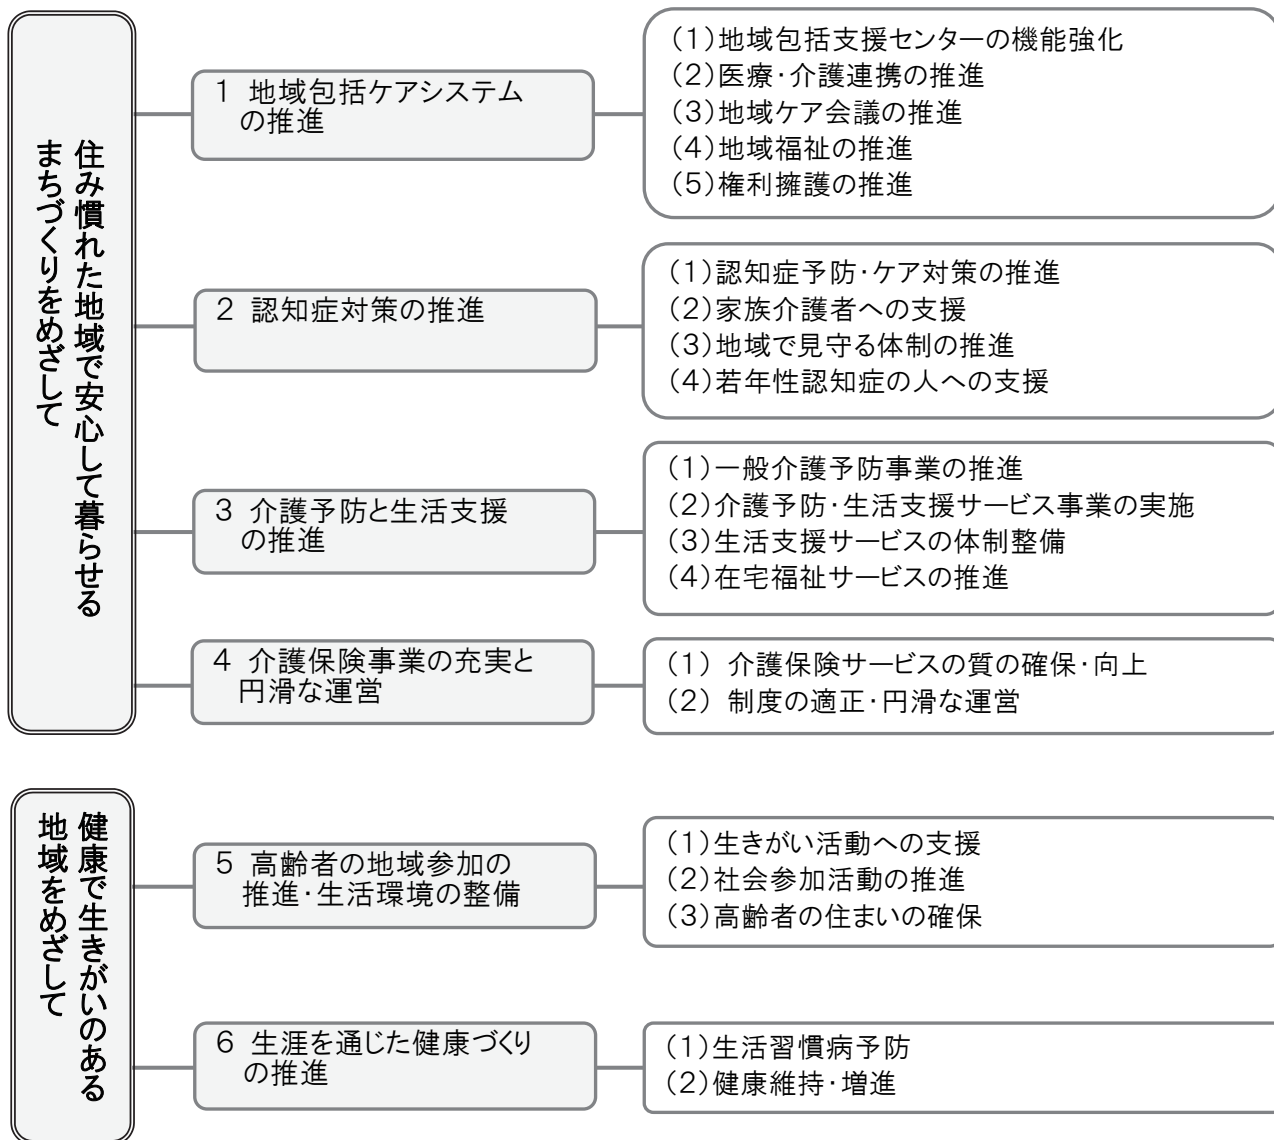 住み慣れた地域で安心して暮らせる
まちづくりをめざして
1 地域包括ケアシステム
の推進
(1)地域包括支援センターの機能強化
(2)医療・介護連携の推進
(3)地域ケア会議の推進
(4)地域福祉の推進
(5)権利擁護の推進
2 認知症対策の推進
(1)認知症予防・ケア対策の推進
(2)家族介護者への支援
(3)地域で見守る体制の推進
(4)若年性認知症の人への支援
3 介護予防と生活支援
の推進
(1)一般介護予防事業の推進
(2)介護予防・生活支援サービス事業の実施
(3)生活支援サービスの体制整備
(4)在宅福祉サービスの推進
4 介護保険事業の充実と
円滑な運営
(1) 介護保険サービスの質の確保・向上
(2) 制度の適正・円滑な運営
健康で生きがいのある
地域をめざして
5 高齢者の地域参加の
推進・生活環境の整備
(1)生きがい活動への支援
(2)社会参加活動の推進
(3)高齢者の住まいの確保
6 生涯を通じた健康づくり
の推進
(1)生活習慣病予防
(2)健康維持・増進